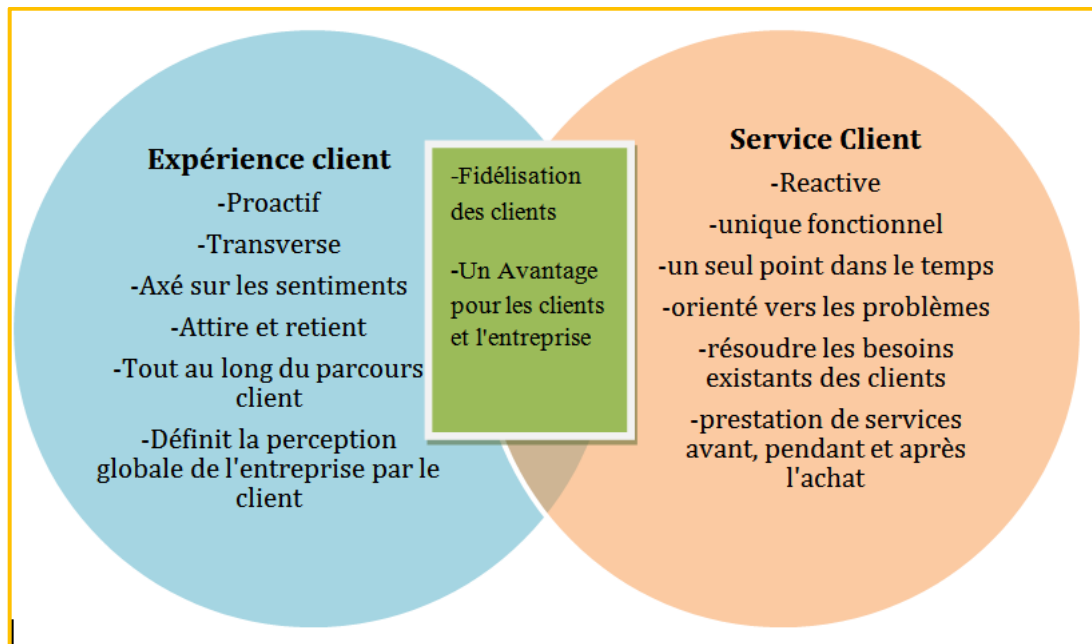 Expérience client
-Proactif
-Transverse
-Axé sur les sentiments
-Attire et retient
-Tout au long du parcours
client
-Définit la perception
globale de l'entreprise par le
client
-Fidélisation
des clients
-Un Avantage
pour les clients
et l'entreprise
Service Client
-Reactive
-unique fonctionnel
-un seul point dans le temps
-orienté vers les problèmes
-résoudre les besoins
existants des clients
-prestation de services
avant, pendant et après
l'achat